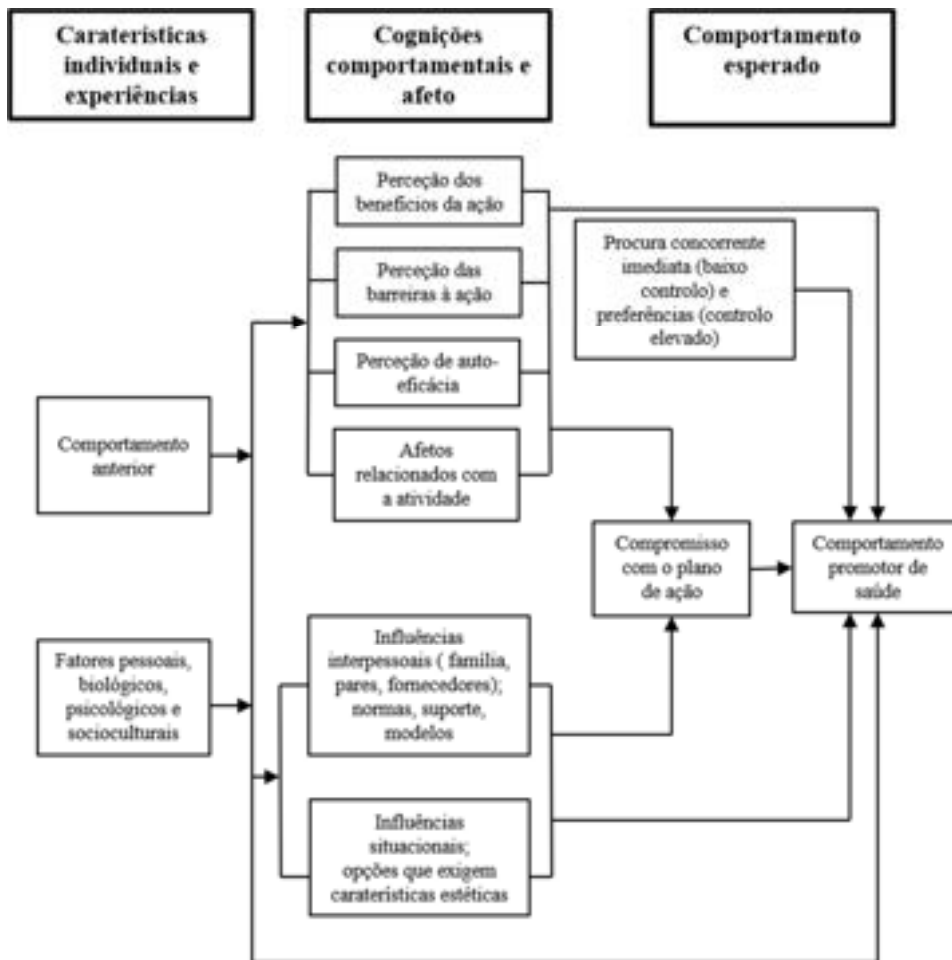 Caraterísticas
individuais e
experiências
Cognições
comportamentais e
afeto
Comportamento
esperado
Perceção dos
benefícios da ação
Perceção das
barreiras à ação
Perceção de auto-
eficácia
Afetos
relacionados com
a atividade
Procura concorrente
imediata (baixo
controlo) e
preferências (controlo
elevado)
Comportamento
anterior
Compromisso
com o plano
de ação
Comportamento
promotor de
saúde
Fatores pessoais,
biológicos,
psicológicos e
socioculturais
Influências
interpessoais ( família,
pares, fornecedores);
normas, suporte,
modelos
Influências
situacionais;
opções que exigem
caraterísticas estéticas